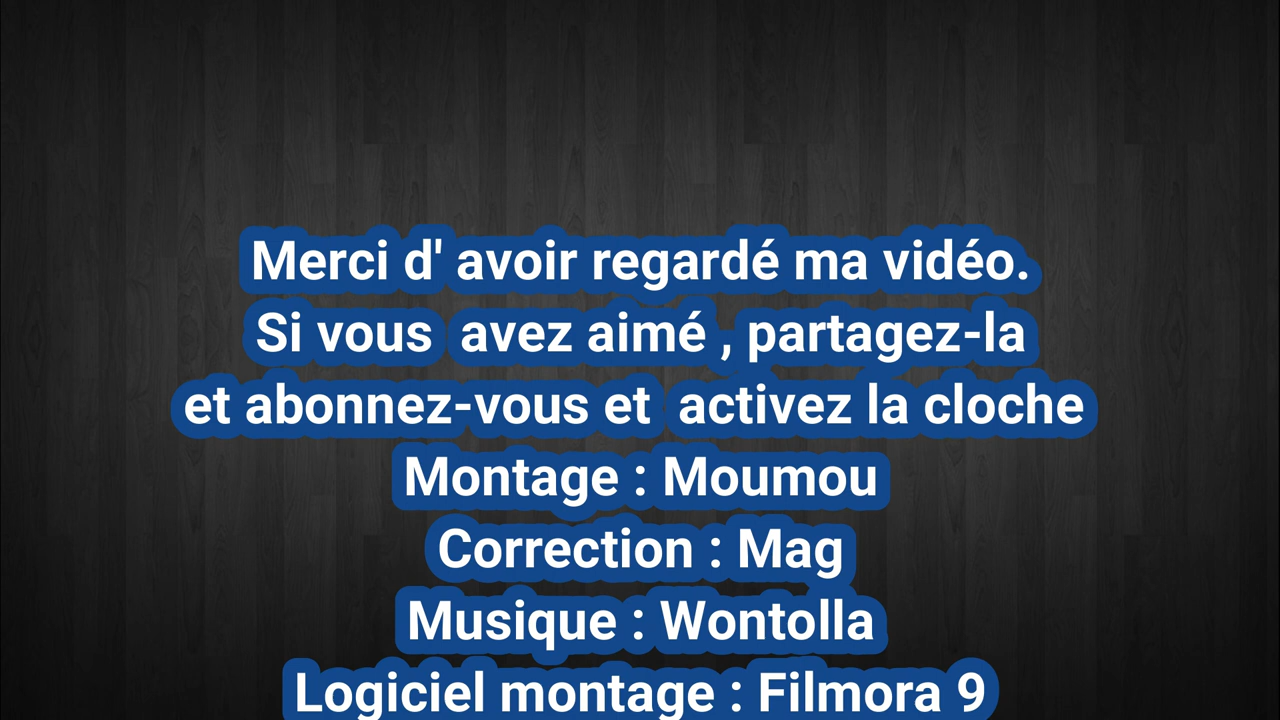 Merci d' avoir regardé ma vidéo.
Si vous  avez aimé , partagez-la
et abonnez-vous et  activez la cloche
Montage : Moumou
Correction : Mag
Musique : Wontolla
Logiciel montage : Filmora 9